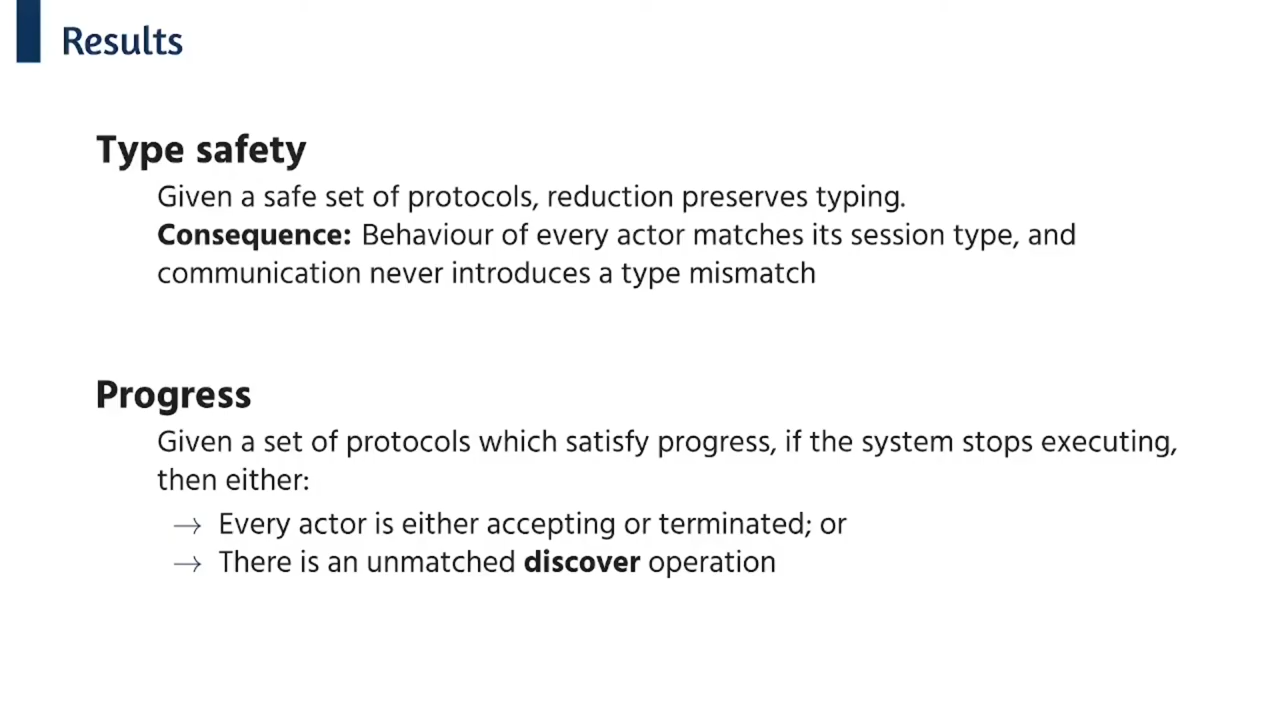 Results
Type safety
Given a safe set of protocols, reduction preserves typing.
Consequence: Behaviour of every actor matches its session type, and
communication never introduces a type mismatch
Progress
Given a set of protocols which satisfy progress, if the system stops executing,
then either:
→ Every actor is either accepting or terminated; or
→ There is an unmatched discover operation